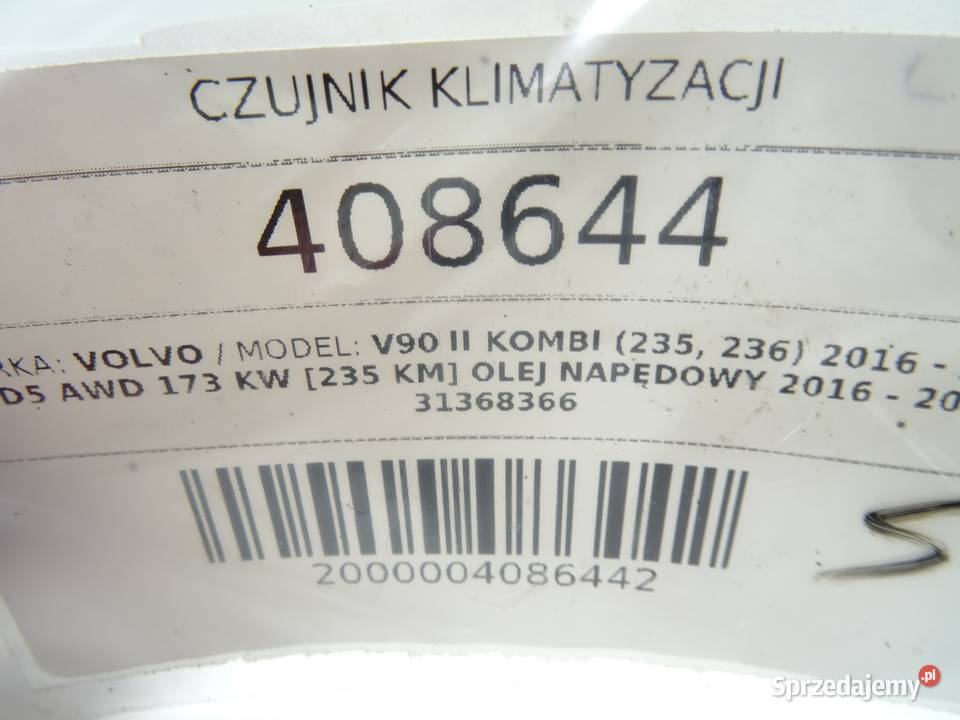 CZUJNIK KLIMATYZACJI
408644
RKA: VOLVO / MODEL: V90 II KOMBI (235, 236) 2016 -
D5 AWD 173 KW [235 KM] OLEJ NAPĘDOWY 2016 - 20
31368366
2000004086442
Sprzedajemy.pl